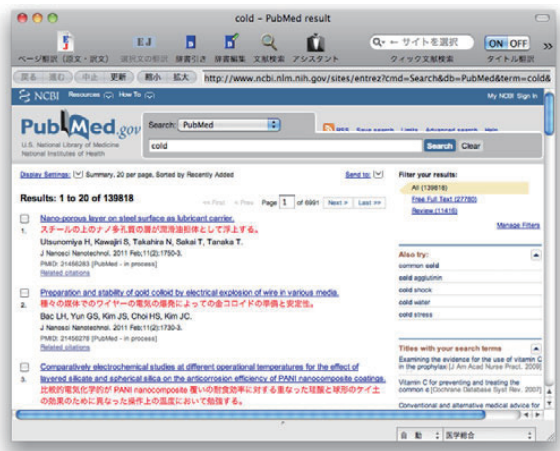 cold – PubMed result
EJ
サイトを選択
ON OFF
ページ翻訳（原文・訳文） 選択文の翻訳 辞書引き 辞書編集 文献検索 アシスタント クイック文献検索 タイトル翻訳
戻る 進む 中止 更新 縮小 拡大 http://www.ncbi.nlm.nih.gov/sites/entrez?cmd=Search&db=PubMed&term=cold&
NCBI Resources How To My NCBI Sign In
PubMed.gov
Search: PubMed
RSS Save search Limits Advanced search Help
U.S. National Library of Medicine
National Institutes of Health
cold
Search Clear
Display Settings: Summary, 20 per page, Sorted by Recently Added Send to:
Results: 1 to 20 of 139818
<< First < Prev Page 1 of 6991 Next > Last >>
Nano-porous layer on steel surface as lubricant carrier.
1. スチールの上のナノ多孔質の層が潤滑油担体として浮上する。
Utsunomiya H, Kawajiri S, Takahira N, Sakai T, Tanaka T.
J Nanosci Nanotechnol. 2011 Feb;11(2):1750-3.
PMID: 21456283 [PubMed - in process]
Related citations
Preparation and stability of gold colloid by electrical explosion of wire in various media.
2. 種々の媒体でのワイヤーの電気の爆発によっての金コロイドの準備と安定性。
Bac LH, Yun GS, Kim JS, Choi HS, Kim JC.
J Nanosci Nanotechnol. 2011 Feb;11(2):1730-3.
PMID: 21456278 [PubMed - in process]
Related citations
Comparatively electrochemical studies at different operational temperatures for the effect of
3. layered silicate and spherical silica on the anticorrosion efficiency of PANI nanocomposite coatings.
比較的電気化学的が PANI nanocomposite 覆いの耐食効率に対する重なった珪酸と球形のケイ土
の効果のために異なった操作上の温度において勉強する。
Filter your results:
All (139818)
Free Full Text (27780)
Review (11416)
Manage Filters
Also try:
common cold
cold agglutinin
cold shock
cold water
cold stress
Titles with your search terms
Examining the evidence for the use of vitamin C
in the prophylax [J Am Acad Nurse Pract. 2009]
Vitamin C for preventing and treating the
common c [Cochrane Database Syst Rev. 2007]
Conventional and alternative medical advice for
自動 医学総合